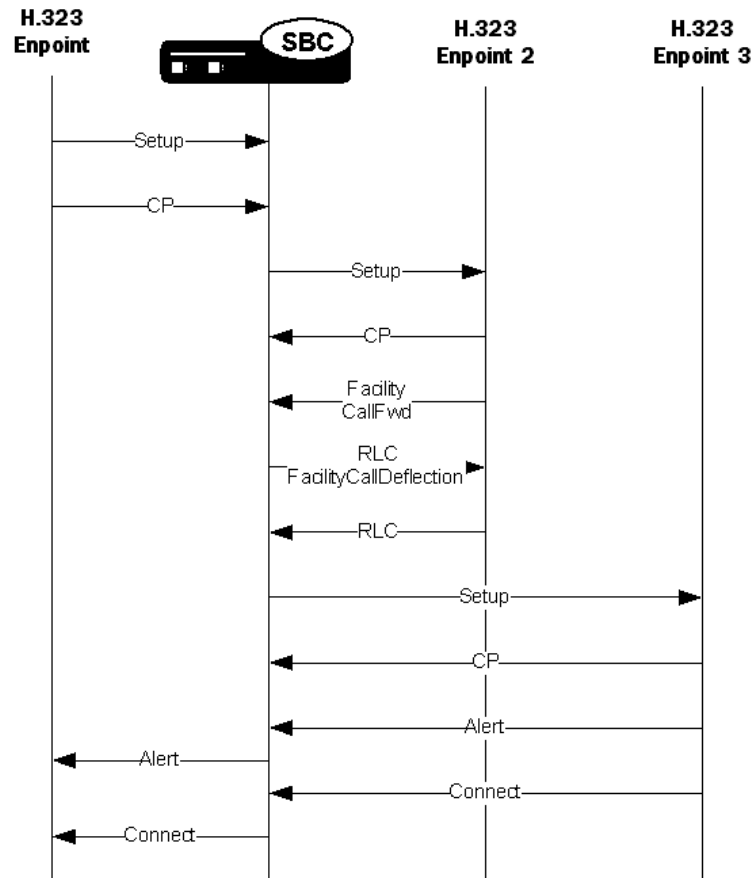 H.323
Enpoint
SBC
H.323
Enpoint 2
H.323
Enpoint 3
Setup
CP
Setup
CP
Facility
CallFwd
RLC
FacilityCallDeflection
RLC
Setup
CP
Alert
Alert
Connect
Connect